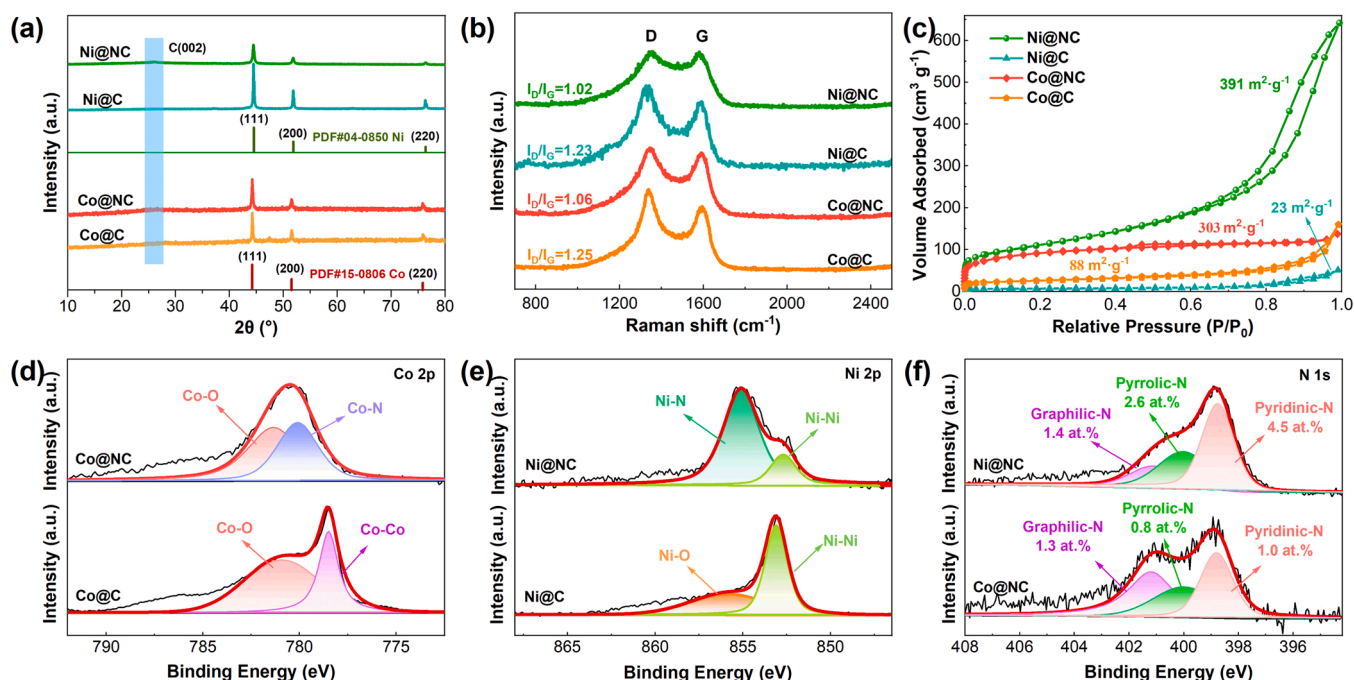 (a)
Ni@NC
C(002)
Ni@C
(111)
(200)
PDF#04-0850 Ni
(220)
Co@NC
Co@C
(111)
(200)
PDF#15-0806 Co
(220)
Intensity (a.u.)
10 20 30 40 50 60 70 80
2θ (°)
(b)
D G
I_D/I_G=1.02
Ni@NC
I_D/I_G=1.23
Ni@C
I_D/I_G=1.06
Co@NC
I_D/I_G=1.25
Co@C
Intensity (a.u.)
800 1200 1600 2000 2400
Raman shift (cm⁻¹)
(c)
Ni@NC
Ni@C
Co@NC
Co@C
391 m²·g⁻¹
23 m²·g⁻¹
303 m²·g⁻¹
88 m²·g⁻¹
Volume Adsorbed (cm³ g⁻¹)
600
500
400
300
200
100
0
0.0 0.2 0.4 0.6 0.8 1.0
Relative Pressure (P/P₀)
(d)
Co 2p
Co-O
Co-N
Co@NC
Co-O
Co-Co
Co@C
Intensity (a.u.)
Intensity (a.u.)
790 785 780 775
Binding Energy (eV)
(e)
Ni 2p
Ni-N
Ni-Ni
Ni@NC
Ni-O
Ni-Ni
Ni@C
Intensity (a.u.)
Intensity (a.u.)
865 860 855 850
Binding Energy (eV)
(f)
N 1s
Pyrrolic-N
2.6 at.%
Graphilic-N
1.4 at.%
Pyridinic-N
4.5 at.%
Ni@NC
Pyrrolic-N
0.8 at.%
Graphilic-N
1.3 at.%
Pyridinic-N
1.0 at.%
Co@NC
Intensity (a.u.)
Intensity (a.u.)
408 406 404 402 400 398 396
Binding Energy (eV)